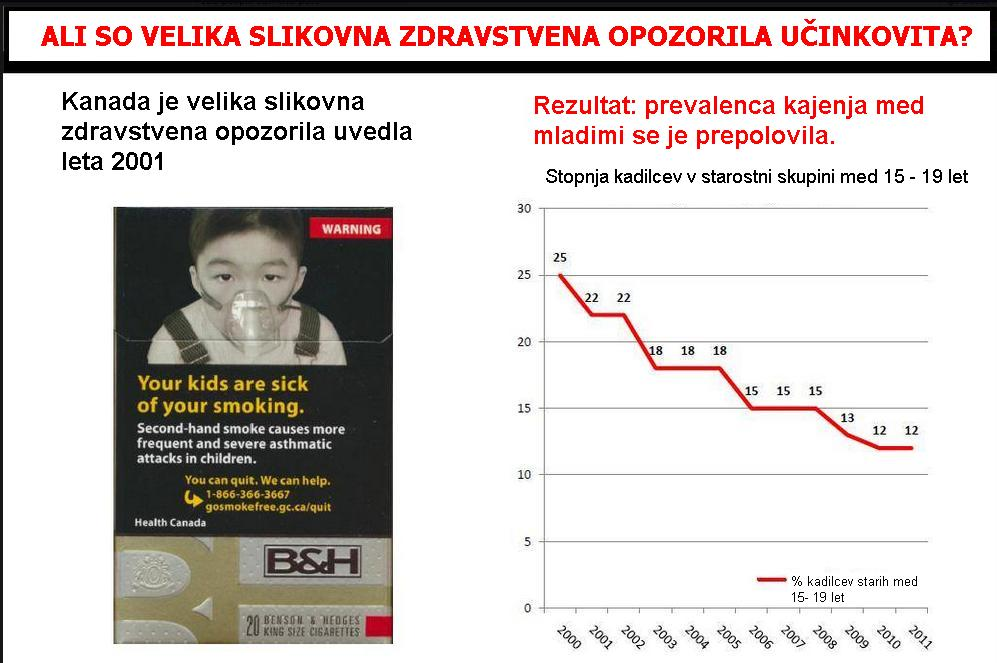 ALI SO VELIKA SLIKOVNA ZDRAVSTVENA OPOZORILA UČINKOVITA?
Kanada je velika slikovna
zdravstvena opozorila uvedla
leta 2001
WARNING
Your kids are sick
of your smoking.
Second-hand smoke causes more
frequent and severe asthmatic
attacks in children.
You can quit. We can help.
1-866-366-3667
gosmokefree.gc.ca/quit
Health Canada
B&H
20 BENSON & HEDGES
KING SIZE CIGARETTES
Rezultat: prevalenca kajenja med
mladimi se je prepolovila.
Stopnja kadilcev v starostni skupini med 15 - 19 let
30
25
20
15
10
5
0
25
22
22
18
18
18
15
15
15
13
12
12
% kadilcev starih med
15- 19 let
2000
2001
2002
2003
2004
2005
2006
2007
2008
2009
2010
2011